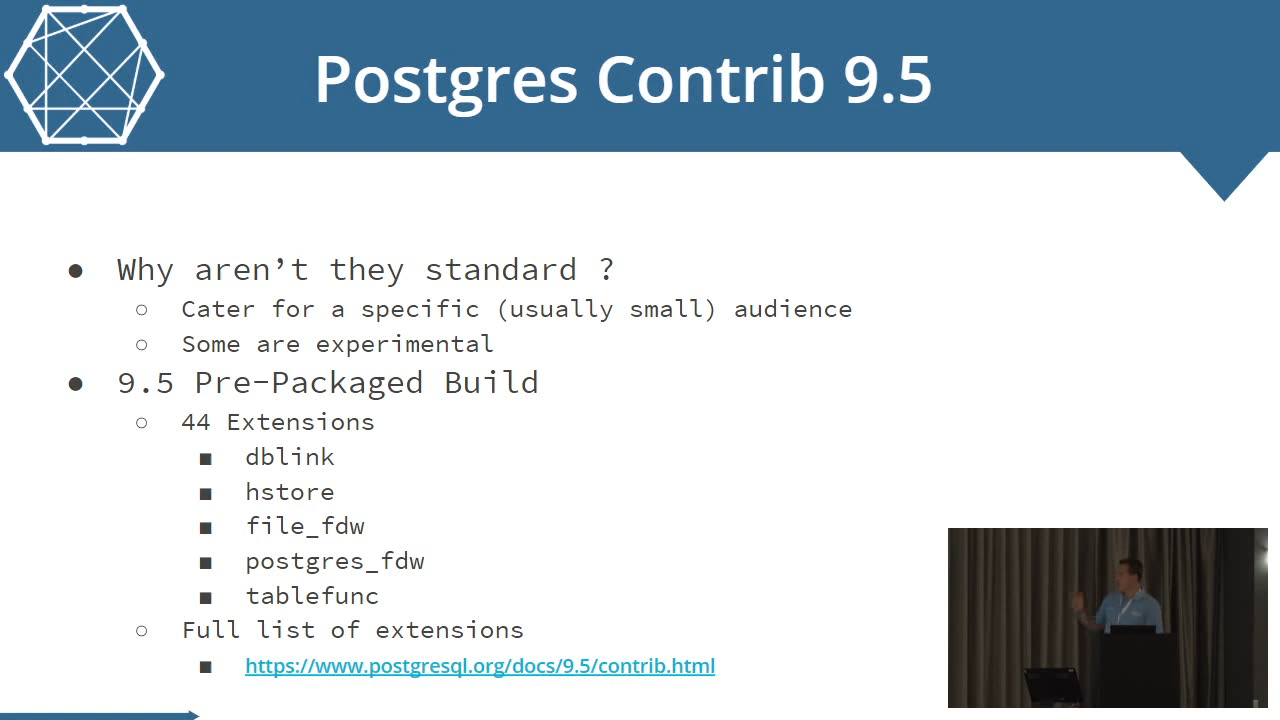 Postgres Contrib 9.5
Why aren’t they standard ?
Cater for a specific (usually small) audience
Some are experimental
9.5 Pre-Packaged Build
44 Extensions
dblink
hstore
file_fdw
postgres_fdw
tablefunc
Full list of extensions
https://www.postgresql.org/docs/9.5/contrib.html